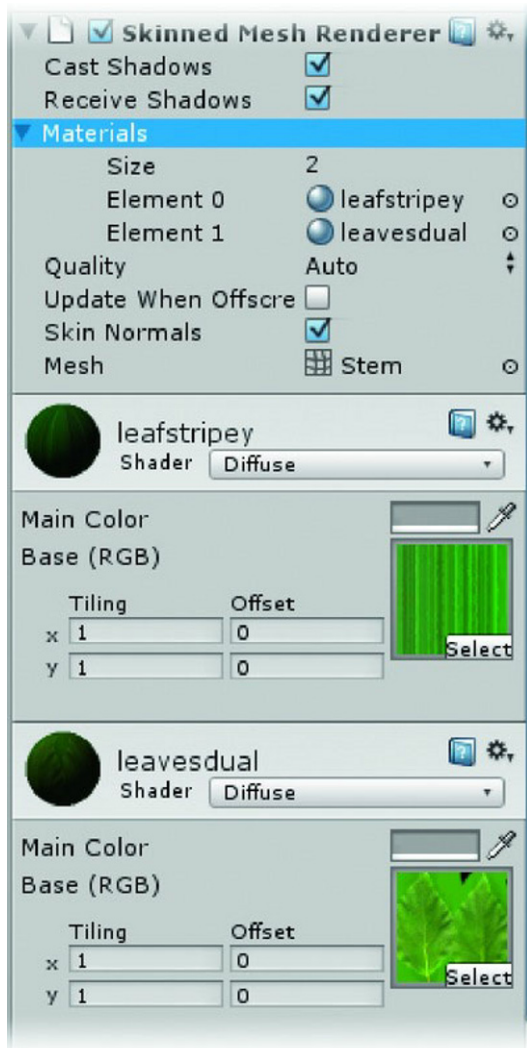 Skinned Mesh Renderer
Cast Shadows
Receive Shadows
Materials
Size 2
Element 0 leafstripey
Element 1 leavesdual
Quality Auto
Update When Offscre
Skin Normals
Mesh Stem
leafstripey
Shader Diffuse
Main Color
Base (RGB)
Tiling Offset
x 1 0
y 1 0
Select
leavesdual
Shader Diffuse
Main Color
Base (RGB)
Tiling Offset
x 1 0
y 1 0
Select